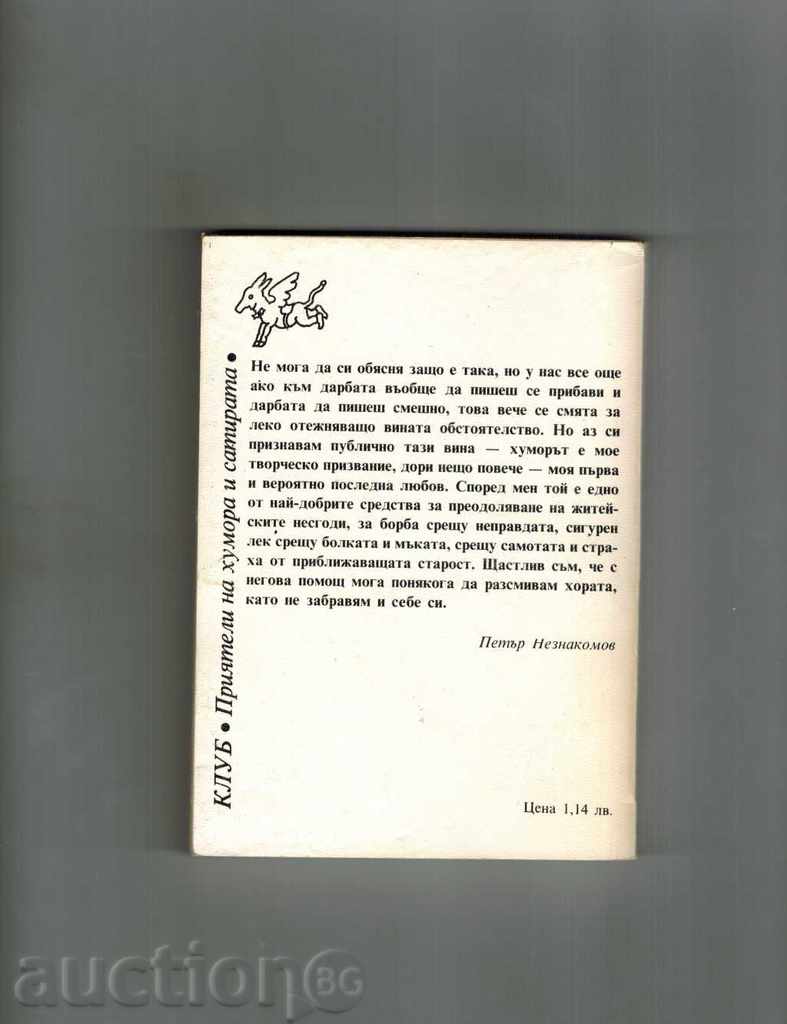 Не мога да си обясня защо е така, но у нас все още
ако към дарбата въобще да пишеш се прибави и
дарбата да пишеш смешно, това вече се смята за
леко отежняващо вината обстоятелство. Но аз си
признавам публично тази вина — хуморът е мое
творческо призвание, дори нещо повече — моя първа
и вероятно последна любов. Според мен той е едно
от най-добрите средства за преодоляване на житей-
ските несгоди, за борба срещу неправдата, сигурен
лек срещу болката и мъката, срещу самотата и стра-
ха от приближаващата старост. Щастлив съм, че с
негова помощ мога понякога да разсмивам хората,
като не забравям и себе си.
Петър Незнакомов
КЛУБ • Приятели на хумора и сатирата •
Цена 1,14 лв.
auction BG